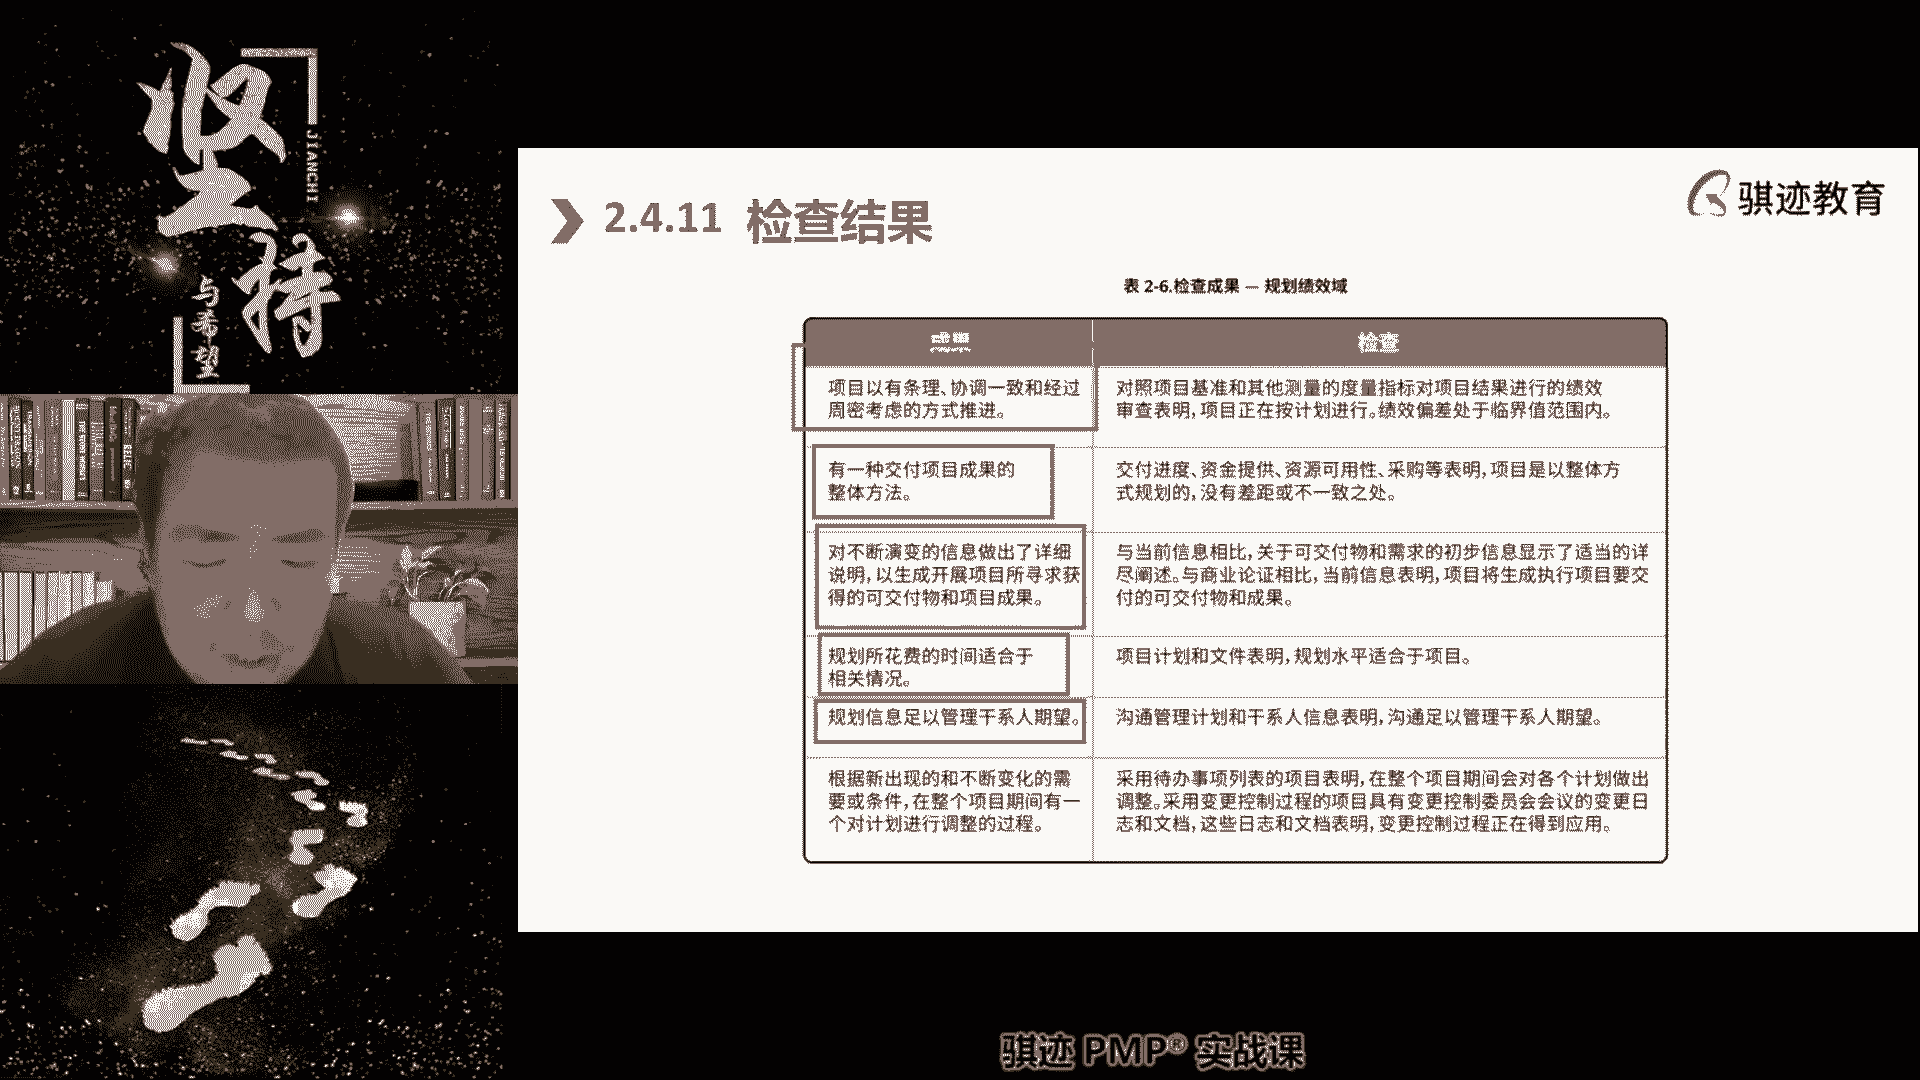 坚
持
JIANCHI
与希望
2.4.11 检查结果
骐迹教育
表 2-6.检查成果 — 规划绩效域
成果
检查
项目以有条理、协调一致和经过
周密考虑的方式推进。
对照项目基准和其他测量的度量指标对项目结果进行的绩效
审查表明,项目正在按计划进行。绩效偏差处于临界值范围内。
有一种交付项目成果的
整体方法。
交付进度、资金提供、资源可用性、采购等表明,项目是以整体方
式规划的,没有差距或不一致之处。
对不断演变的信息做出了详细
说明,以生成开展项目所寻求获
得的可交付物和项目成果。
与当前信息相比,关于可交付物和需求的初步信息显示了适当的详
尽阐述。与商业论证相比,当前信息表明,项目将生成执行项目要交
付的可交付物和成果。
规划所花费的时间适合于
相关情况。
项目计划和文件表明,规划水平适合于项目。
规划信息足以管理干系人期望。
沟通管理计划和干系人信息表明,沟通足以管理干系人期望。
根据新出现的和不断变化的需
要或条件,在整个项目期间有一
个对计划进行调整的过程。
采用待办事项列表的项目表明,在整个项目期间会对各个计划做出
调整。采用变更控制过程的项目具有变更控制委员会会议的变更日
志和文档,这些日志和文档表明,变更控制过程正在得到应用。
骐迹 PMP® 实战课